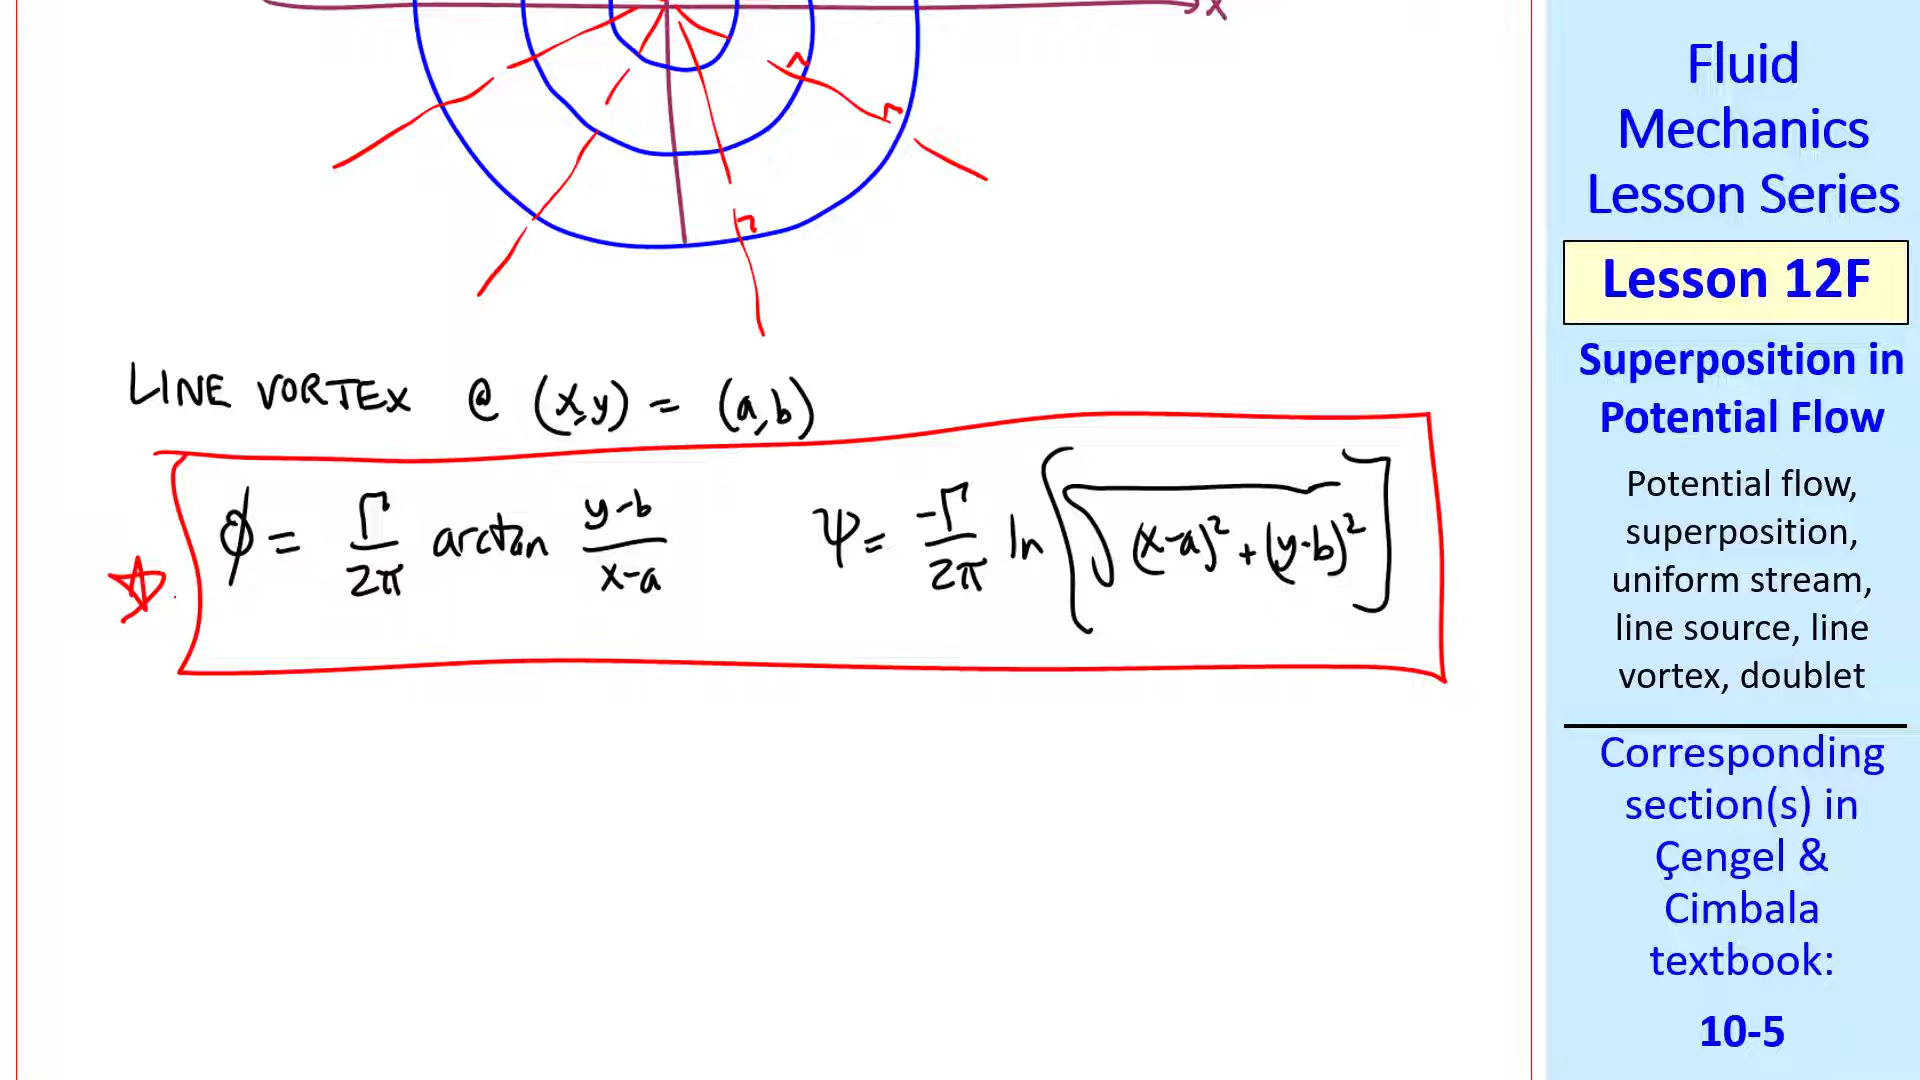 x
LINE VORTEX @ (x,y) = (a,b)
ϕ = Γ/2π arctan (y-b)/(x-a) ψ = -Γ/2π ln [√((x-a)² + (y-b)²)]
Fluid
Mechanics
Lesson Series
Lesson 12F
Superposition in
Potential Flow
Potential flow,
superposition,
uniform stream,
line source, line
vortex, doublet
Corresponding
section(s) in
Çengel &
Cimbala
textbook:
10-5